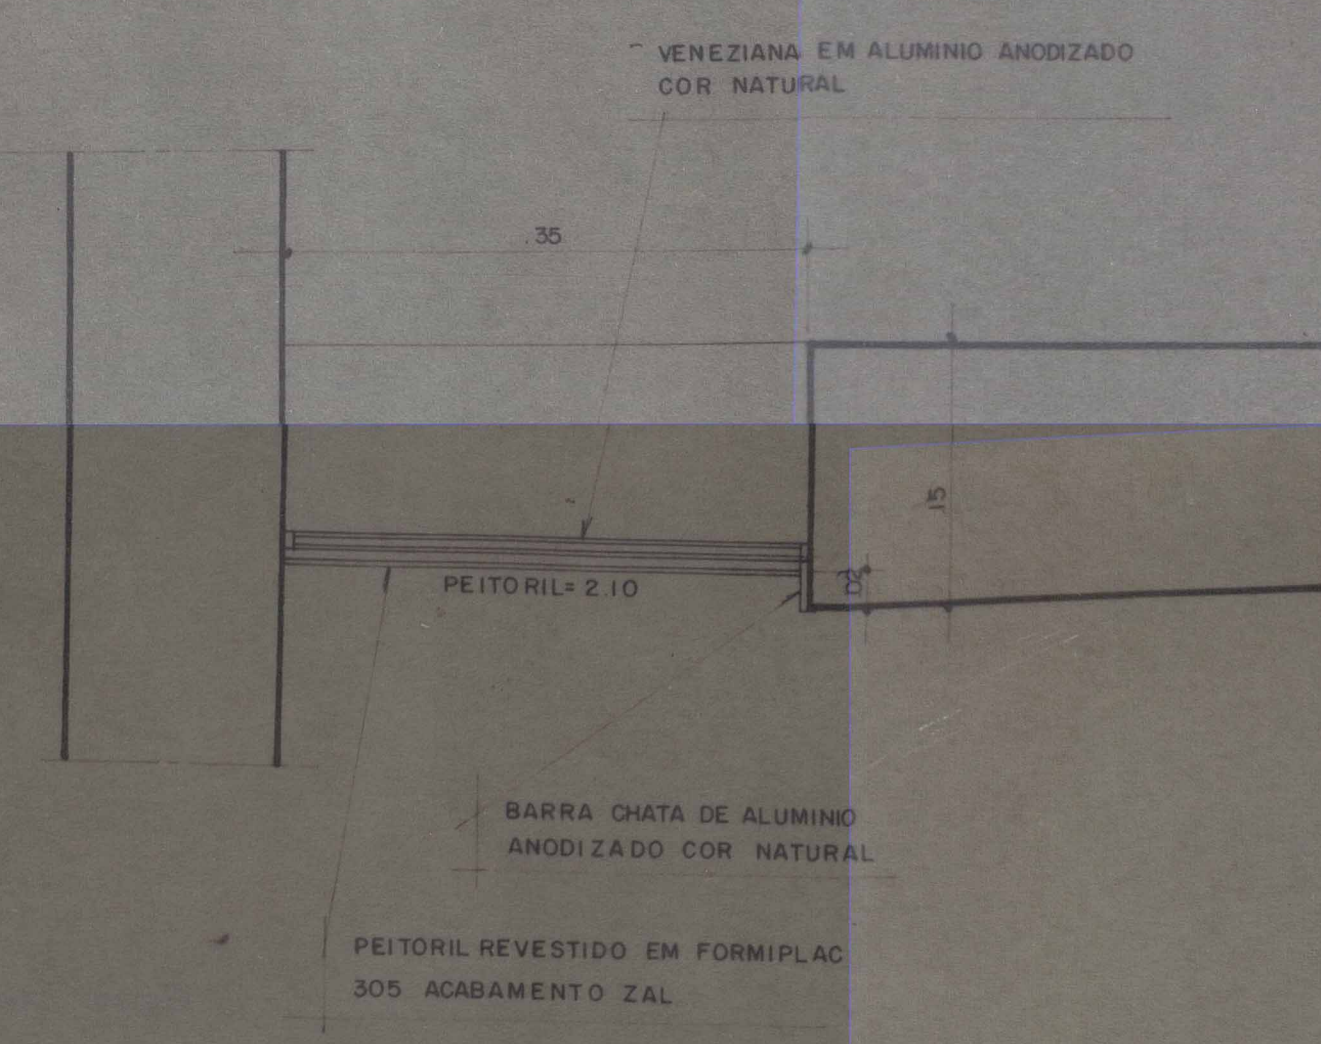 VENEZIANA EM ALUMINIO ANODIZADO
COR NATURAL
.35
.15
.02
PEITORIL= 2.10
BARRA CHATA DE ALUMINIO
ANODIZADO COR NATURAL
PEITORIL REVESTIDO EM FORMIPLAC
305 ACABAMENTO ZAL